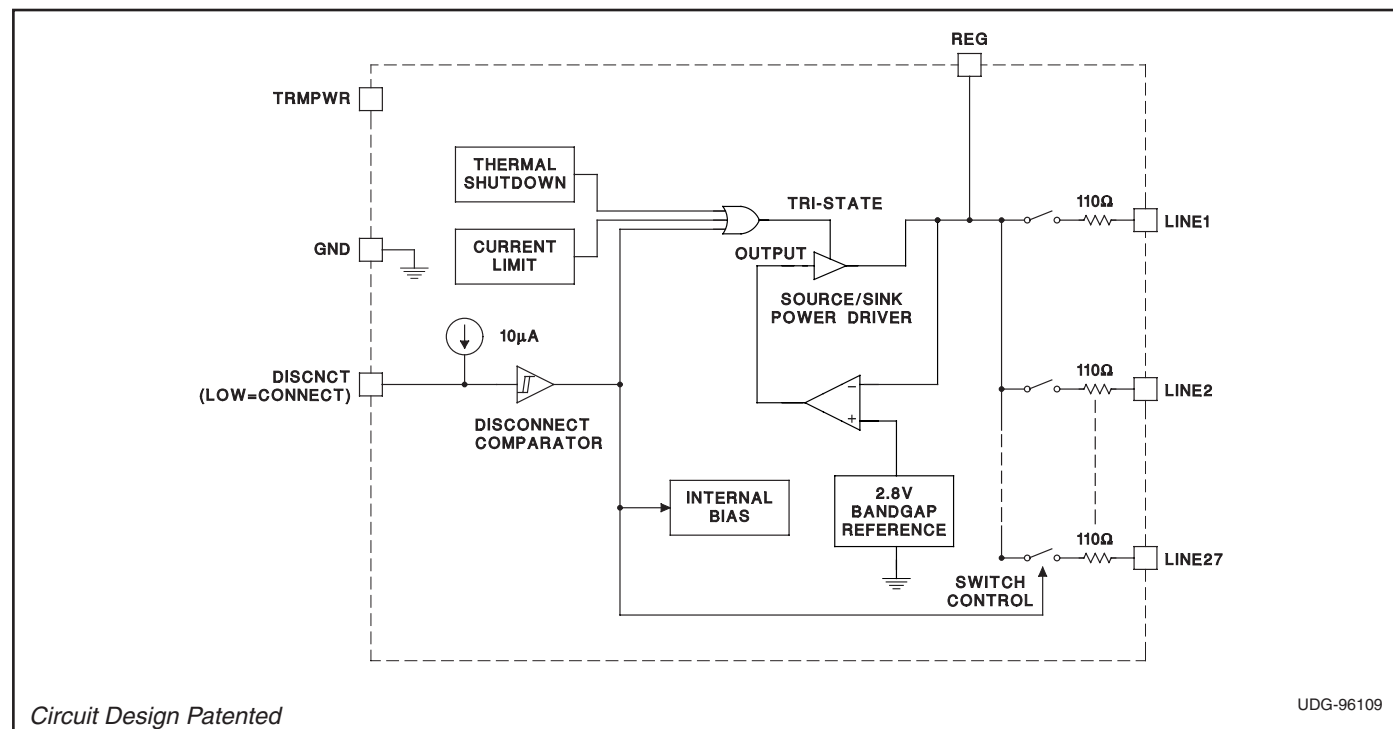 REG
TRMPWR
THERMAL
SHUTDOWN
TRI-STATE
110Ω
LINE1
GND
CURRENT
LIMIT
OUTPUT
SOURCE/SINK
POWER DRIVER
10µA
DISCNCT
(LOW=CONNECT)
110Ω
LINE2
–
+
DISCONNECT
COMPARATOR
INTERNAL
BIAS
2.8V
BANDGAP
REFERENCE
110Ω
LINE27
SWITCH
CONTROL
Circuit Design Patented
UDG-96109